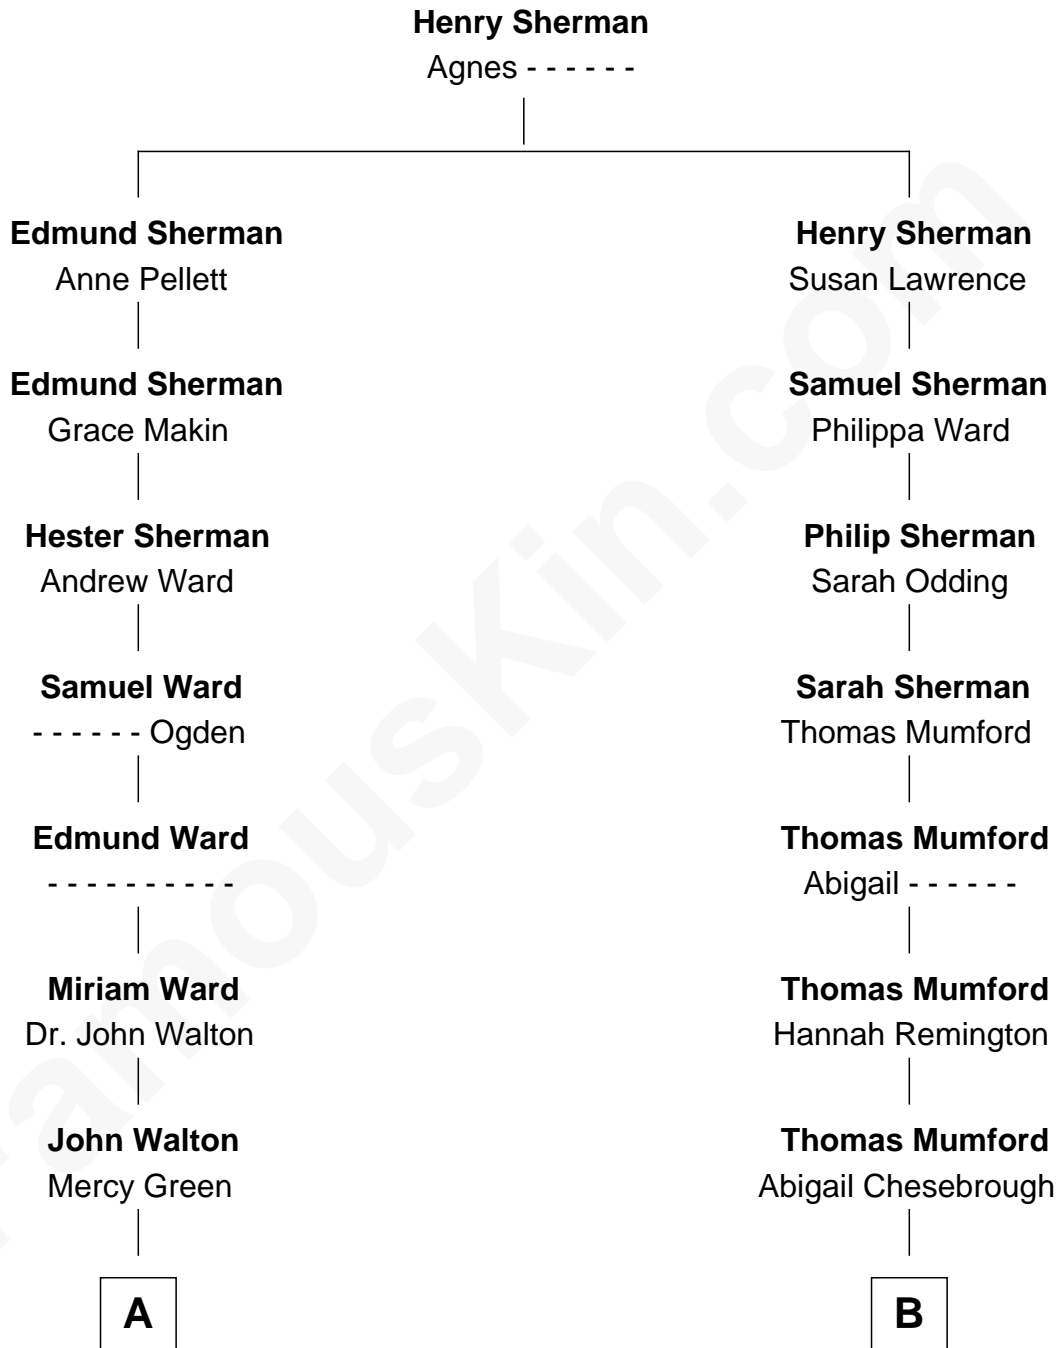 Henry Sherman
Agnes - - - - - -
Edmund Sherman
Anne Pellett
Henry Sherman
Susan Lawrence
Edmund Sherman
Grace Makin
Samuel Sherman
Philippa Ward
Hester Sherman
Andrew Ward
Philip Sherman
Sarah Odding
Samuel Ward
- - - - - - Ogden
Sarah Sherman
Thomas Mumford
Edmund Ward
- - - - - - - - - -
Thomas Mumford
Abigail - - - - - -
Miriam Ward
Dr. John Walton
Thomas Mumford
Hannah Remington
John Walton
Mercy Green
Thomas Mumford
Abigail Chesebrough
A
B
FamousKin.com